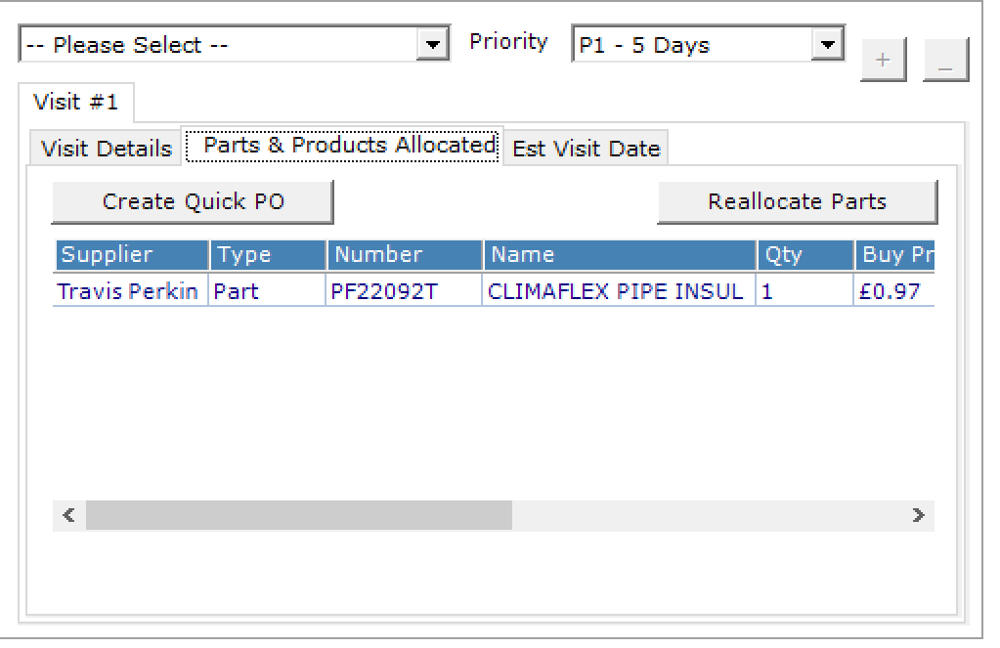 -- Please Select -- Priority P1 - 5 Days + _
Visit #1
Visit Details Parts & Products Allocated Est Visit Date
Create Quick PO Reallocate Parts
Supplier Type Number Name Qty Buy Pr
Travis Perkin Part PF22092T CLIMAFLEX PIPE INSUL 1 £0.97